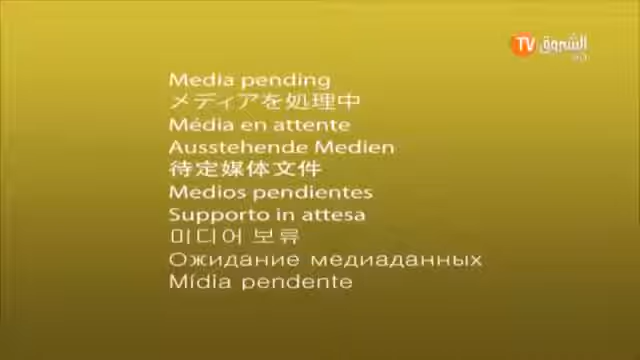 TV الشروق
Media pending
メディアを処理中
Média en attente
Ausstehende Medien
待定媒体文件
Medios pendientes
Supporto in attesa
미디어 보류
Ожидание медиаданных
Mídia pendente